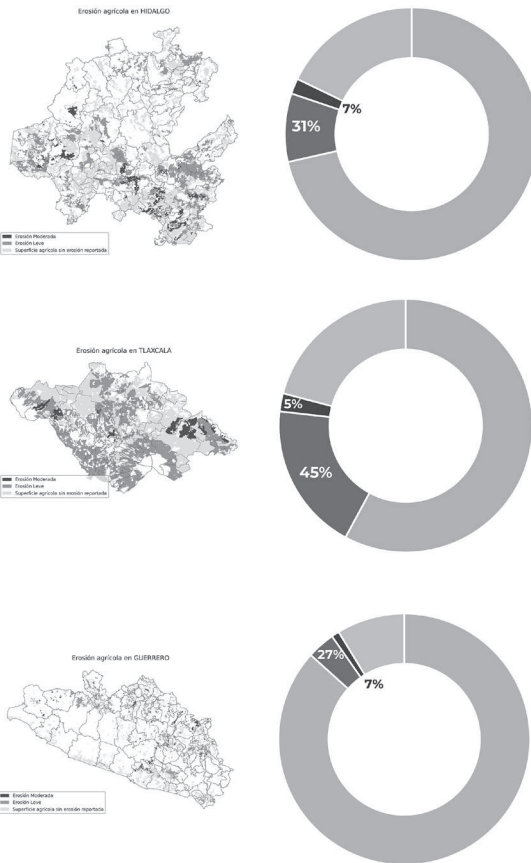 Erosión agrícola en HIDALGO
Erosión Moderada
Erosión Leve
Superficie agrícola sin erosión reportada
7%
31%
Erosión agrícola en TLAXCALA
Erosión Moderada
Erosión Leve
Superficie agrícola sin erosión reportada
5%
45%
Erosión agrícola en GUERRERO
Erosión Moderada
Erosión Leve
Superficie agrícola sin erosión reportada
27%
7%